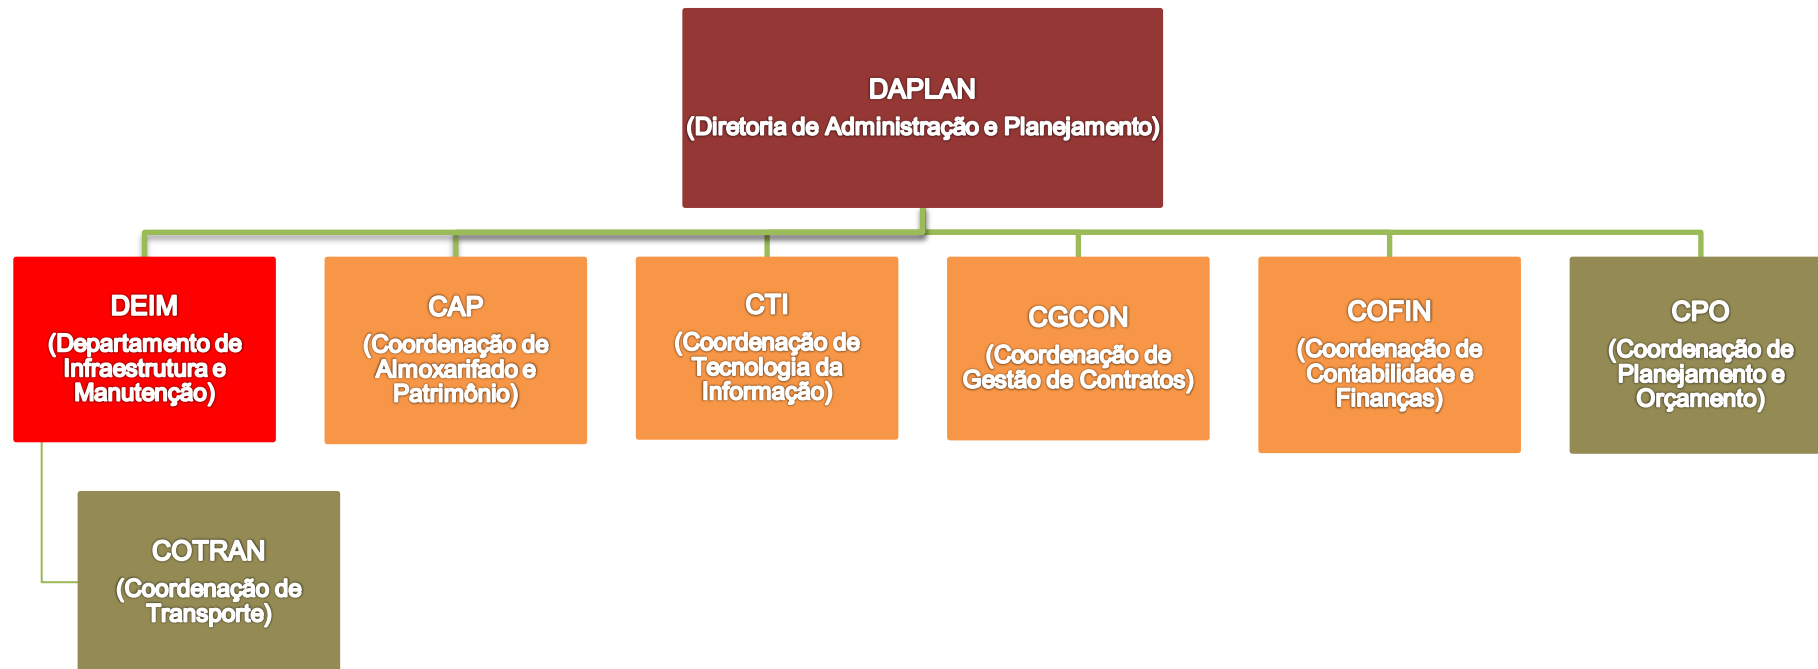 DAPLAN
(Diretoria de Administração e Planejamento)
DEIM
(Departamento de
Infraestrutura e
Manutenção)
CAP
(Coordenação de
Almoxarifado e
Patrimônio)
CTI
(Coordenação de
Tecnologia da
Informação)
CGCON
(Coordenação de
Gestão de Contratos)
COFIN
(Coordenação de
Contabilidade e
Finanças)
CPO
(Coordenação de
Planejamento e
Orçamento)
COTRAN
(Coordenação de
Transporte)